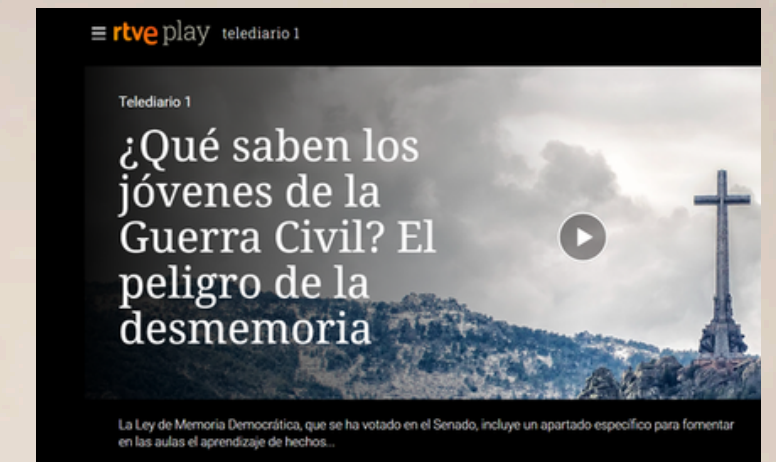 rtve play telediario 1
Telediario 1
¿Qué saben los
jóvenes de la
Guerra Civil? El
peligro de la
desmemoria
La Ley de Memoria Democrática, que se ha votado en el Senado, incluye un apartado específico para fomentar
en las aulas el aprendizaje de hechos...